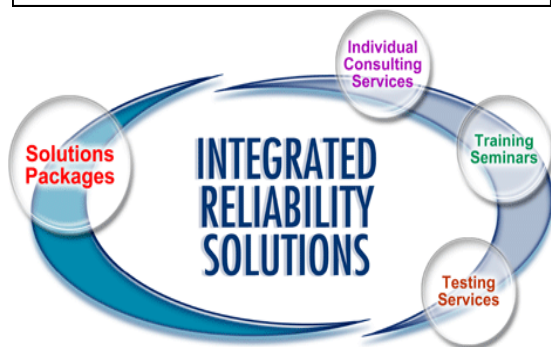 Individual
Consulting
Services
Solutions
Packages
INTEGRATED
RELIABILITY
SOLUTIONS
Training
Seminars
Testing
Services